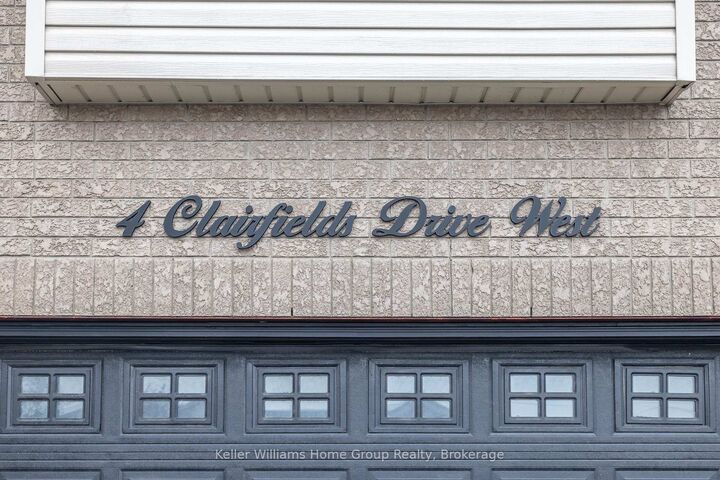 4 Clairfields Drive West
Keller Williams Home Group Realty, Brokerage